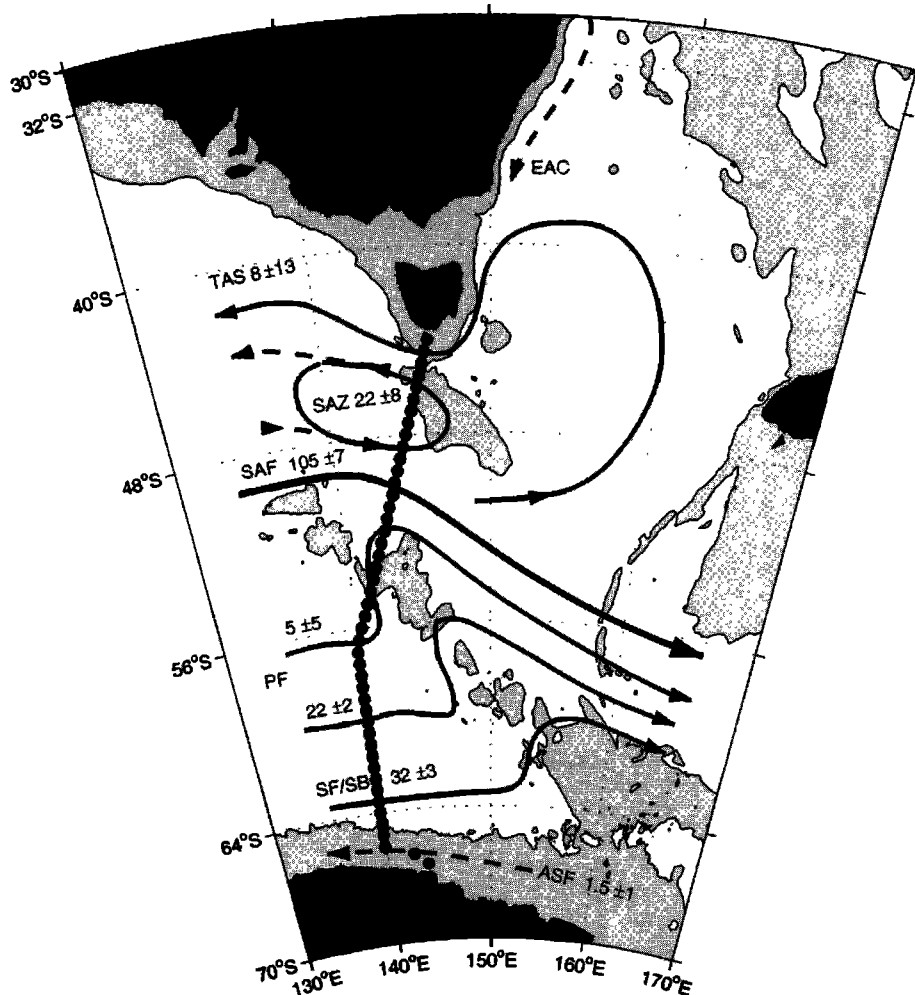 30°S
32°S
EAC
TAS 8 ±13
40°S
SAZ 22 ±8
SAF 105 ±7
48°S
5 ±5
56°S
PF
22 ±2
SF/SB 32 ±3
64°S
ASF 1.5 ±1
70°S
130°E
140°E
150°E
160°E
170°E